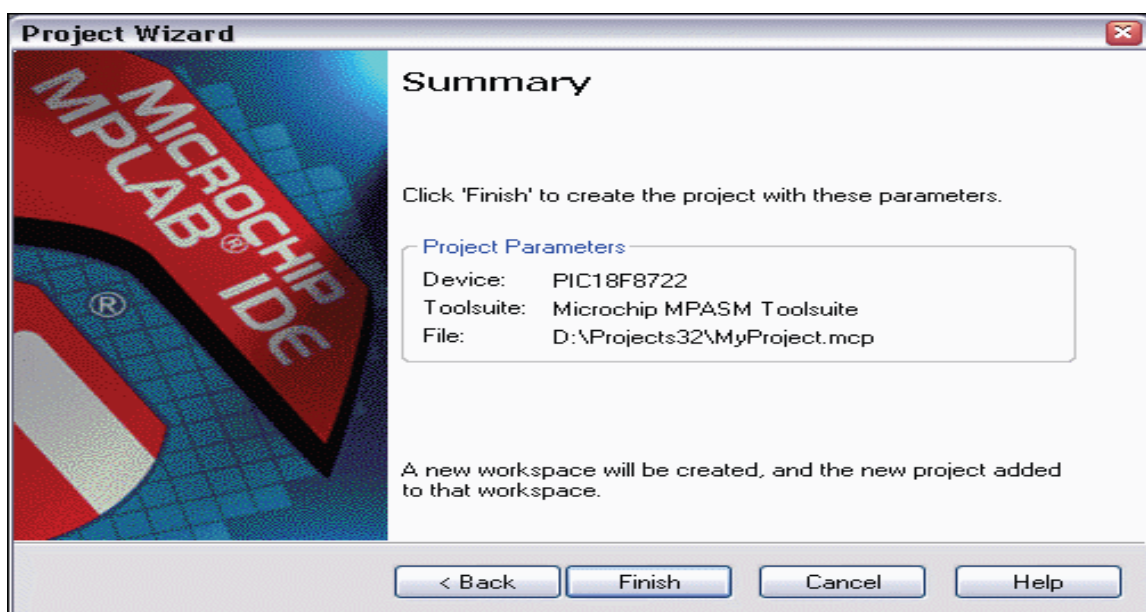 Project Wizard
MICROCHIP
MPLAB® IDE
®
Summary
Click 'Finish' to create the project with these parameters.
Project Parameters
Device: PIC18F8722
Toolsuite: Microchip MPASM Toolsuite
File: D:\Projects32\MyProject.mcp
A new workspace will be created, and the new project added
to that workspace.
< Back Finish Cancel Help